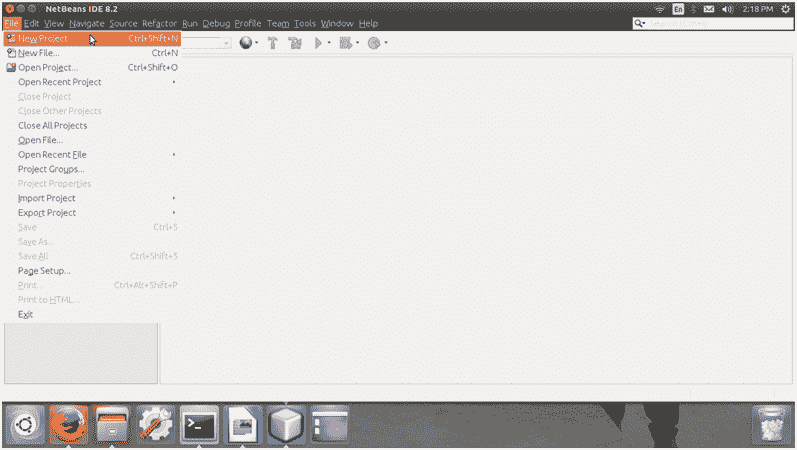 NetBeans IDE 8.2
En
2:18 PM
File Edit View Navigate Source Refactor Run Debug Profile Team Tools Window Help
New Project Ctrl+Shift+N
New File... Ctrl+N
Open Project... Ctrl+Shift+O
Open Recent Project
Close Project
Close Other Projects
Close All Projects
Open File...
Open Recent File
Project Groups...
Project Properties
Import Project
Export Project
Save Ctrl+S
Save As...
Save All Ctrl+Shift+S
Page Setup...
Print... Ctrl+Alt+Shift+P
Print to HTML...
Exit